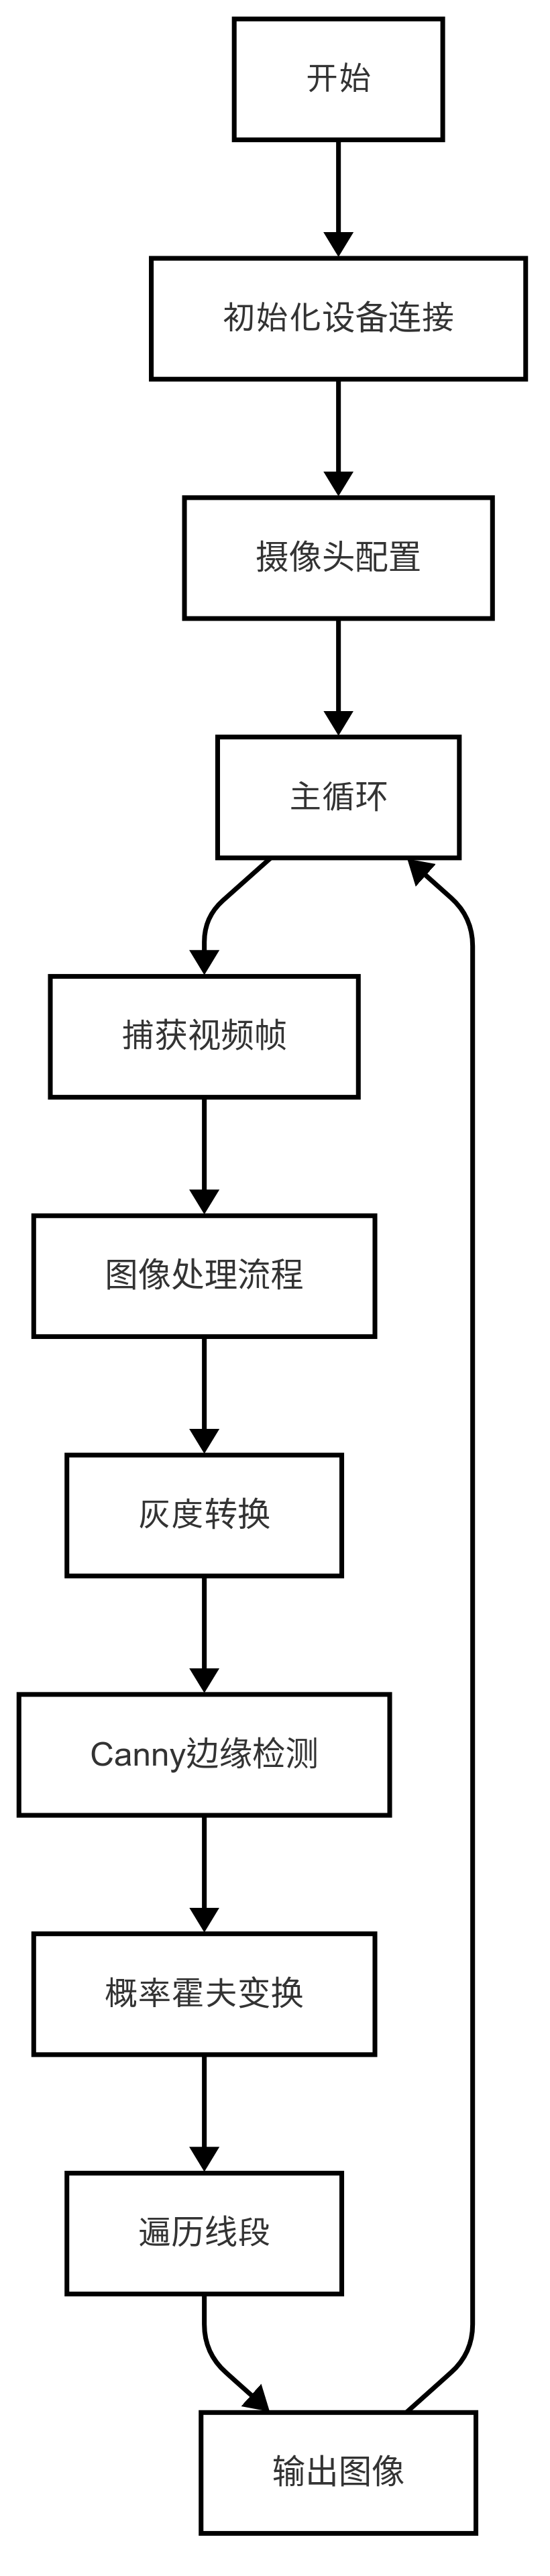 开始
初始化设备连接
摄像头配置
主循环
捕获视频帧
图像处理流程
灰度转换
Canny边缘检测
概率霍夫变换
遍历线段
输出图像